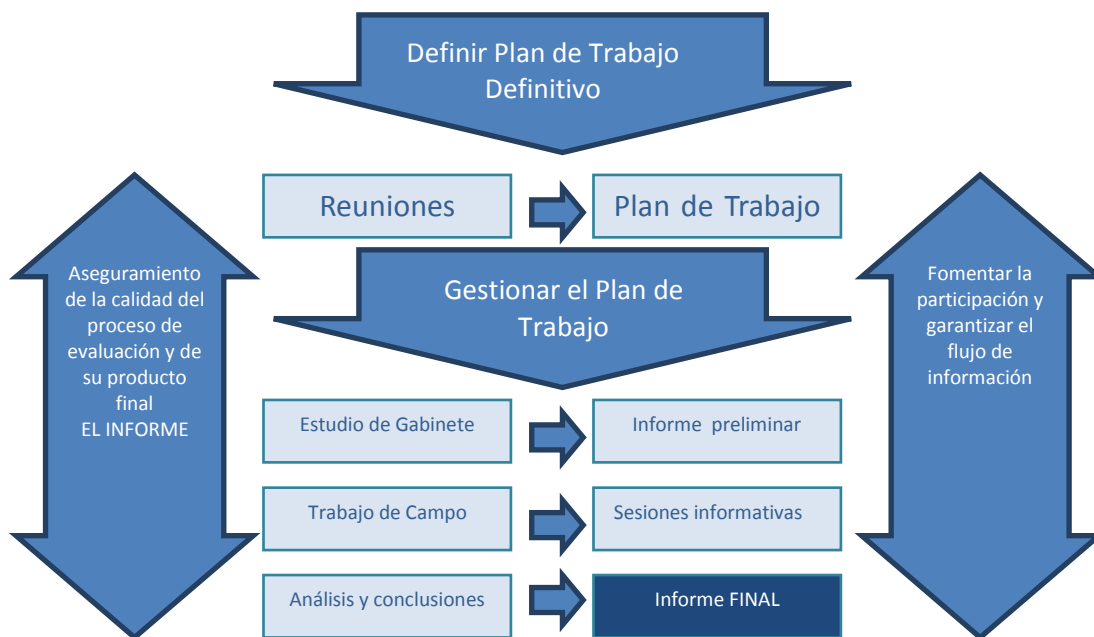 Definir Plan de Trabajo
Definitivo
Reuniones
Plan de Trabajo
Aseguramiento
de la calidad del
proceso de
evaluación y de
su producto
final
EL INFORME
Gestionar el Plan de
Trabajo
Fomentar la
participación y
garantizar el
flujo de
información
Estudio de Gabinete
Informe preliminar
Trabajo de Campo
Sesiones informativas
Análisis y conclusiones
Informe FINAL